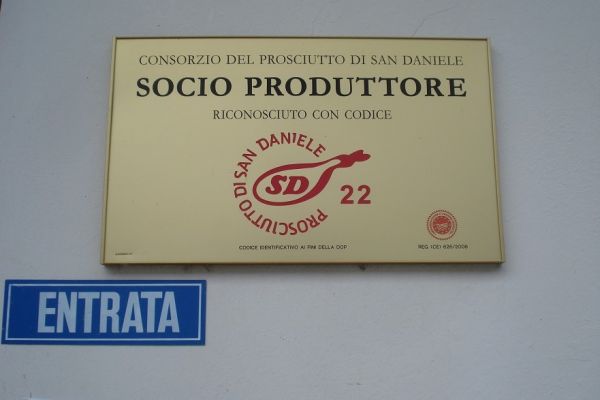 CONSORZIO DEL PROSCIUTTO DI SAN DANIELE
SOCIO PRODUTTORE
RICONOSCIUTO CON CODICE
PROSCIUTTO DI SAN DANIELE
SD
22
CODICE IDENTIFICATIVO AI FINI DELLA DOP
REG. (CE) 626/2008
ENTRATA